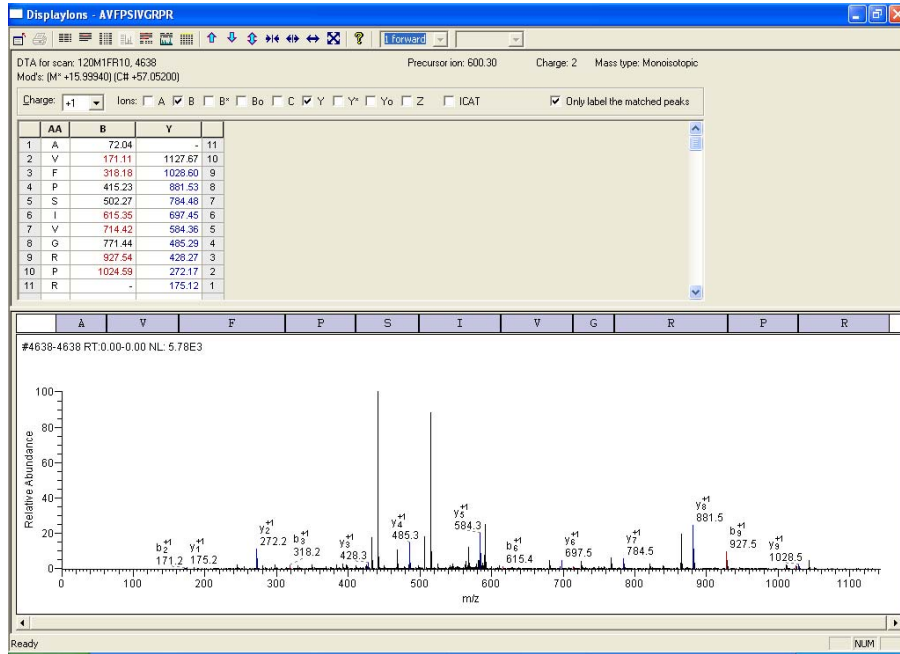 DisplayIons - AVFPSIVGRPR
1 forward
DTA for scan: 120M1FR10, 4638 Precursor ion: 600.30 Charge: 2 Mass type: Monoisotopic
Mod's: (M* +15.99940) (C# +57.05200)
Charge: +1 Ions: A B B* Bo C Y Y* Yo Z ICAT Only label the matched peaks
AA B Y
1 A 72.04 - 11
2 V 171.11 1127.67 10
3 F 318.18 1028.60 9
4 P 415.23 881.53 8
5 S 502.27 784.48 7
6 I 615.35 697.45 6
7 V 714.42 584.36 5
8 G 771.44 485.29 4
9 R 927.54 428.27 3
10 P 1024.59 272.17 2
11 R - 175.12 1
A V F P S I V G R P R
#4638-4638 RT:0.00-0.00 NL: 5.78E3
Relative Abundance
100
80
60
40
20
0
b2 +1 171.2
y1 +1 175.2
y2 +1 272.2
b3 +1 318.2
y3 +1 428.3
y4 +1 485.3
y5 +1 584.3
b6 +1 615.4
y6 +1 697.5
y7 +1 784.5
y8 +1 881.5
b9 +1 927.5
y9 +1 1028.5
0 100 200 300 400 500 600 700 800 900 1000 1100
m/z
Ready NUM